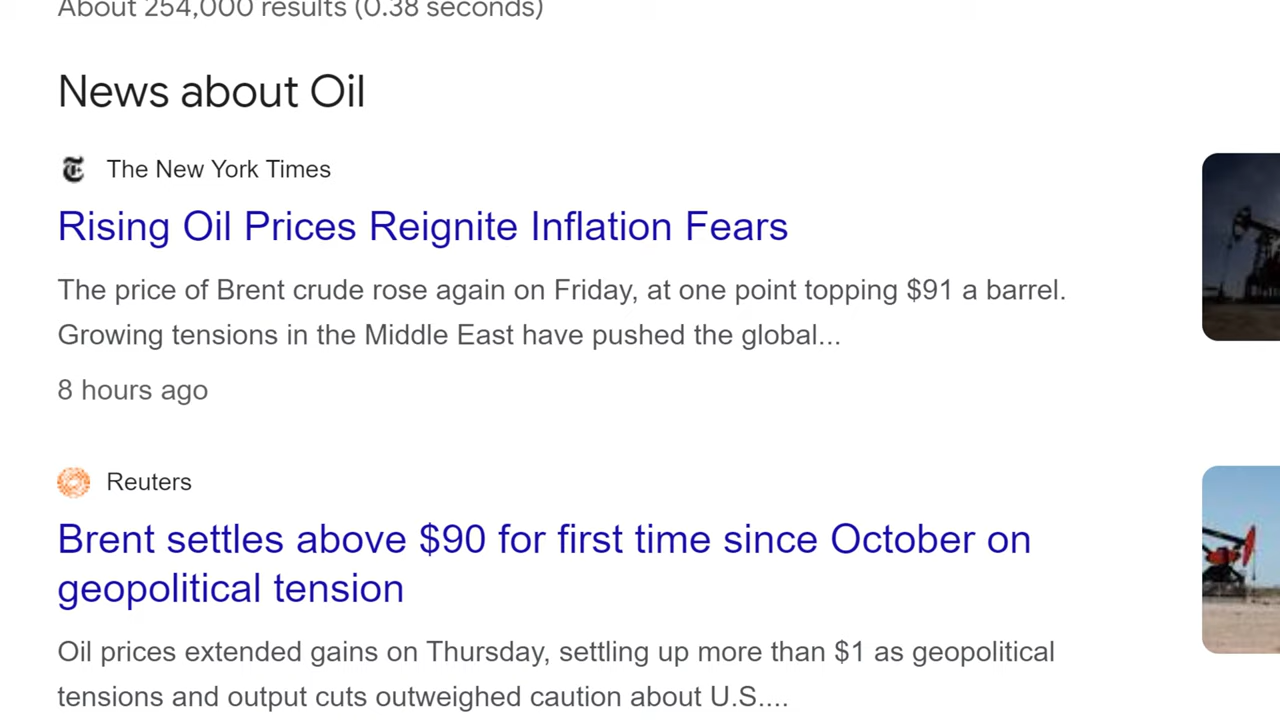 About 254,000 results (0.38 seconds)
News about Oil
The New York Times
Rising Oil Prices Reignite Inflation Fears
The price of Brent crude rose again on Friday, at one point topping $91 a barrel.
Growing tensions in the Middle East have pushed the global...
8 hours ago
Reuters
Brent settles above $90 for first time since October on
geopolitical tension
Oil prices extended gains on Thursday, settling up more than $1 as geopolitical
tensions and output cuts outweighed caution about U.S....